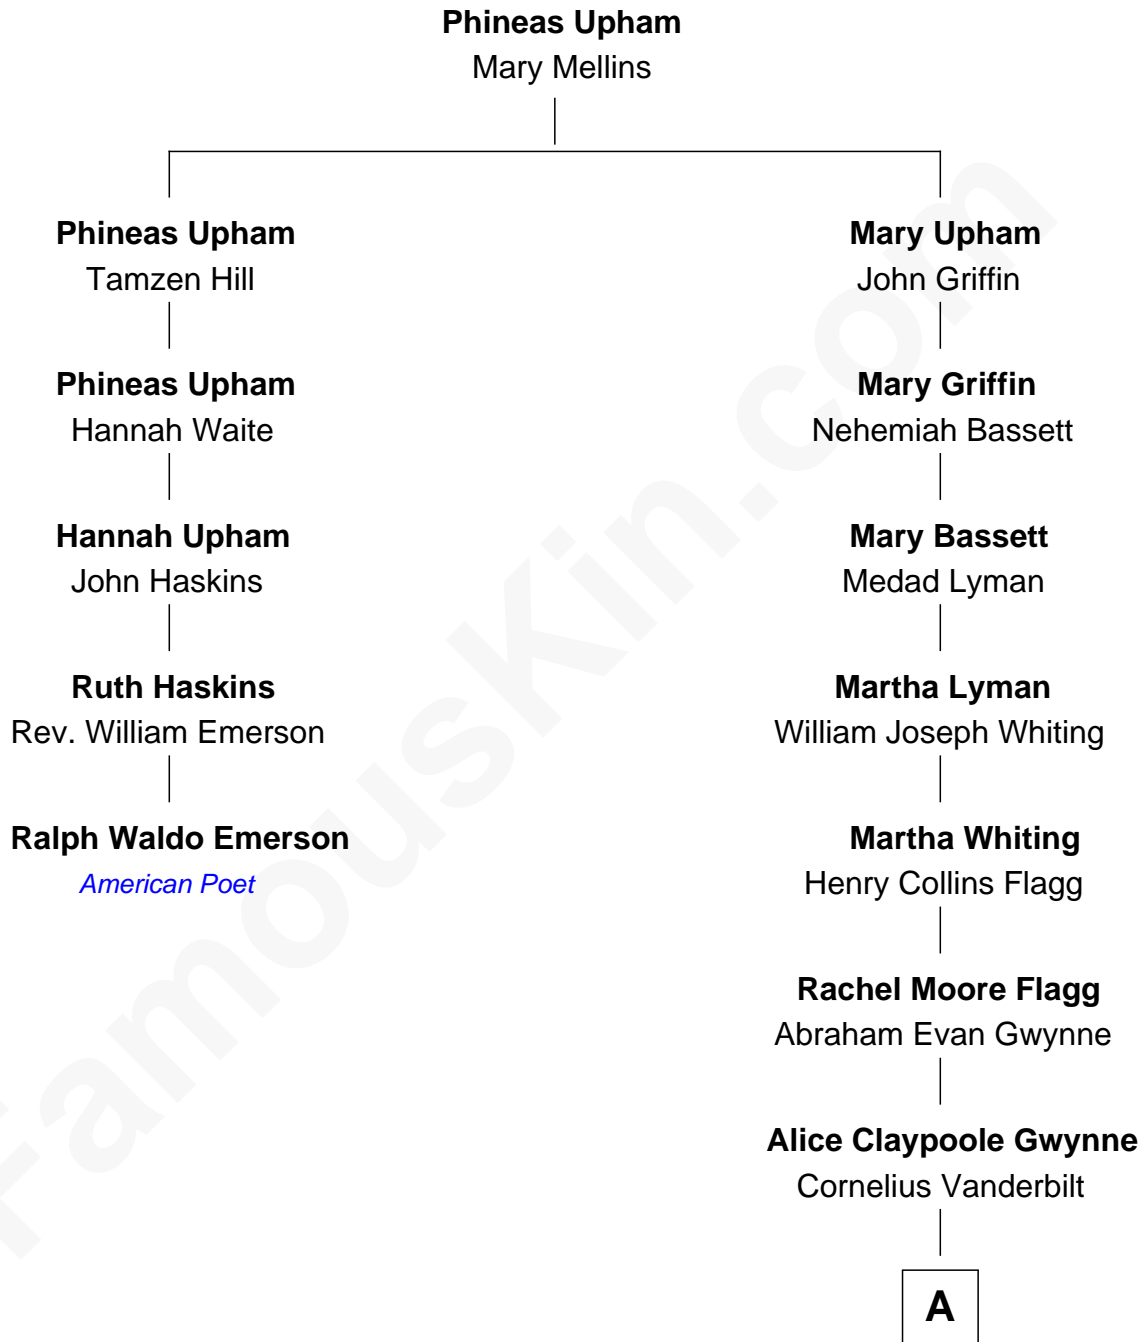 Phineas Upham
Mary Mellins
Phineas Upham
Tamzen Hill
Mary Upham
John Griffin
Phineas Upham
Hannah Waite
Mary Griffin
Nehemiah Bassett
Hannah Upham
John Haskins
Mary Bassett
Medad Lyman
Ruth Haskins
Rev. William Emerson
Martha Lyman
William Joseph Whiting
Ralph Waldo Emerson
American Poet
Martha Whiting
Henry Collins Flagg
Rachel Moore Flagg
Abraham Evan Gwynne
Alice Claypoole Gwynne
Cornelius Vanderbilt
A
FamousKin.com